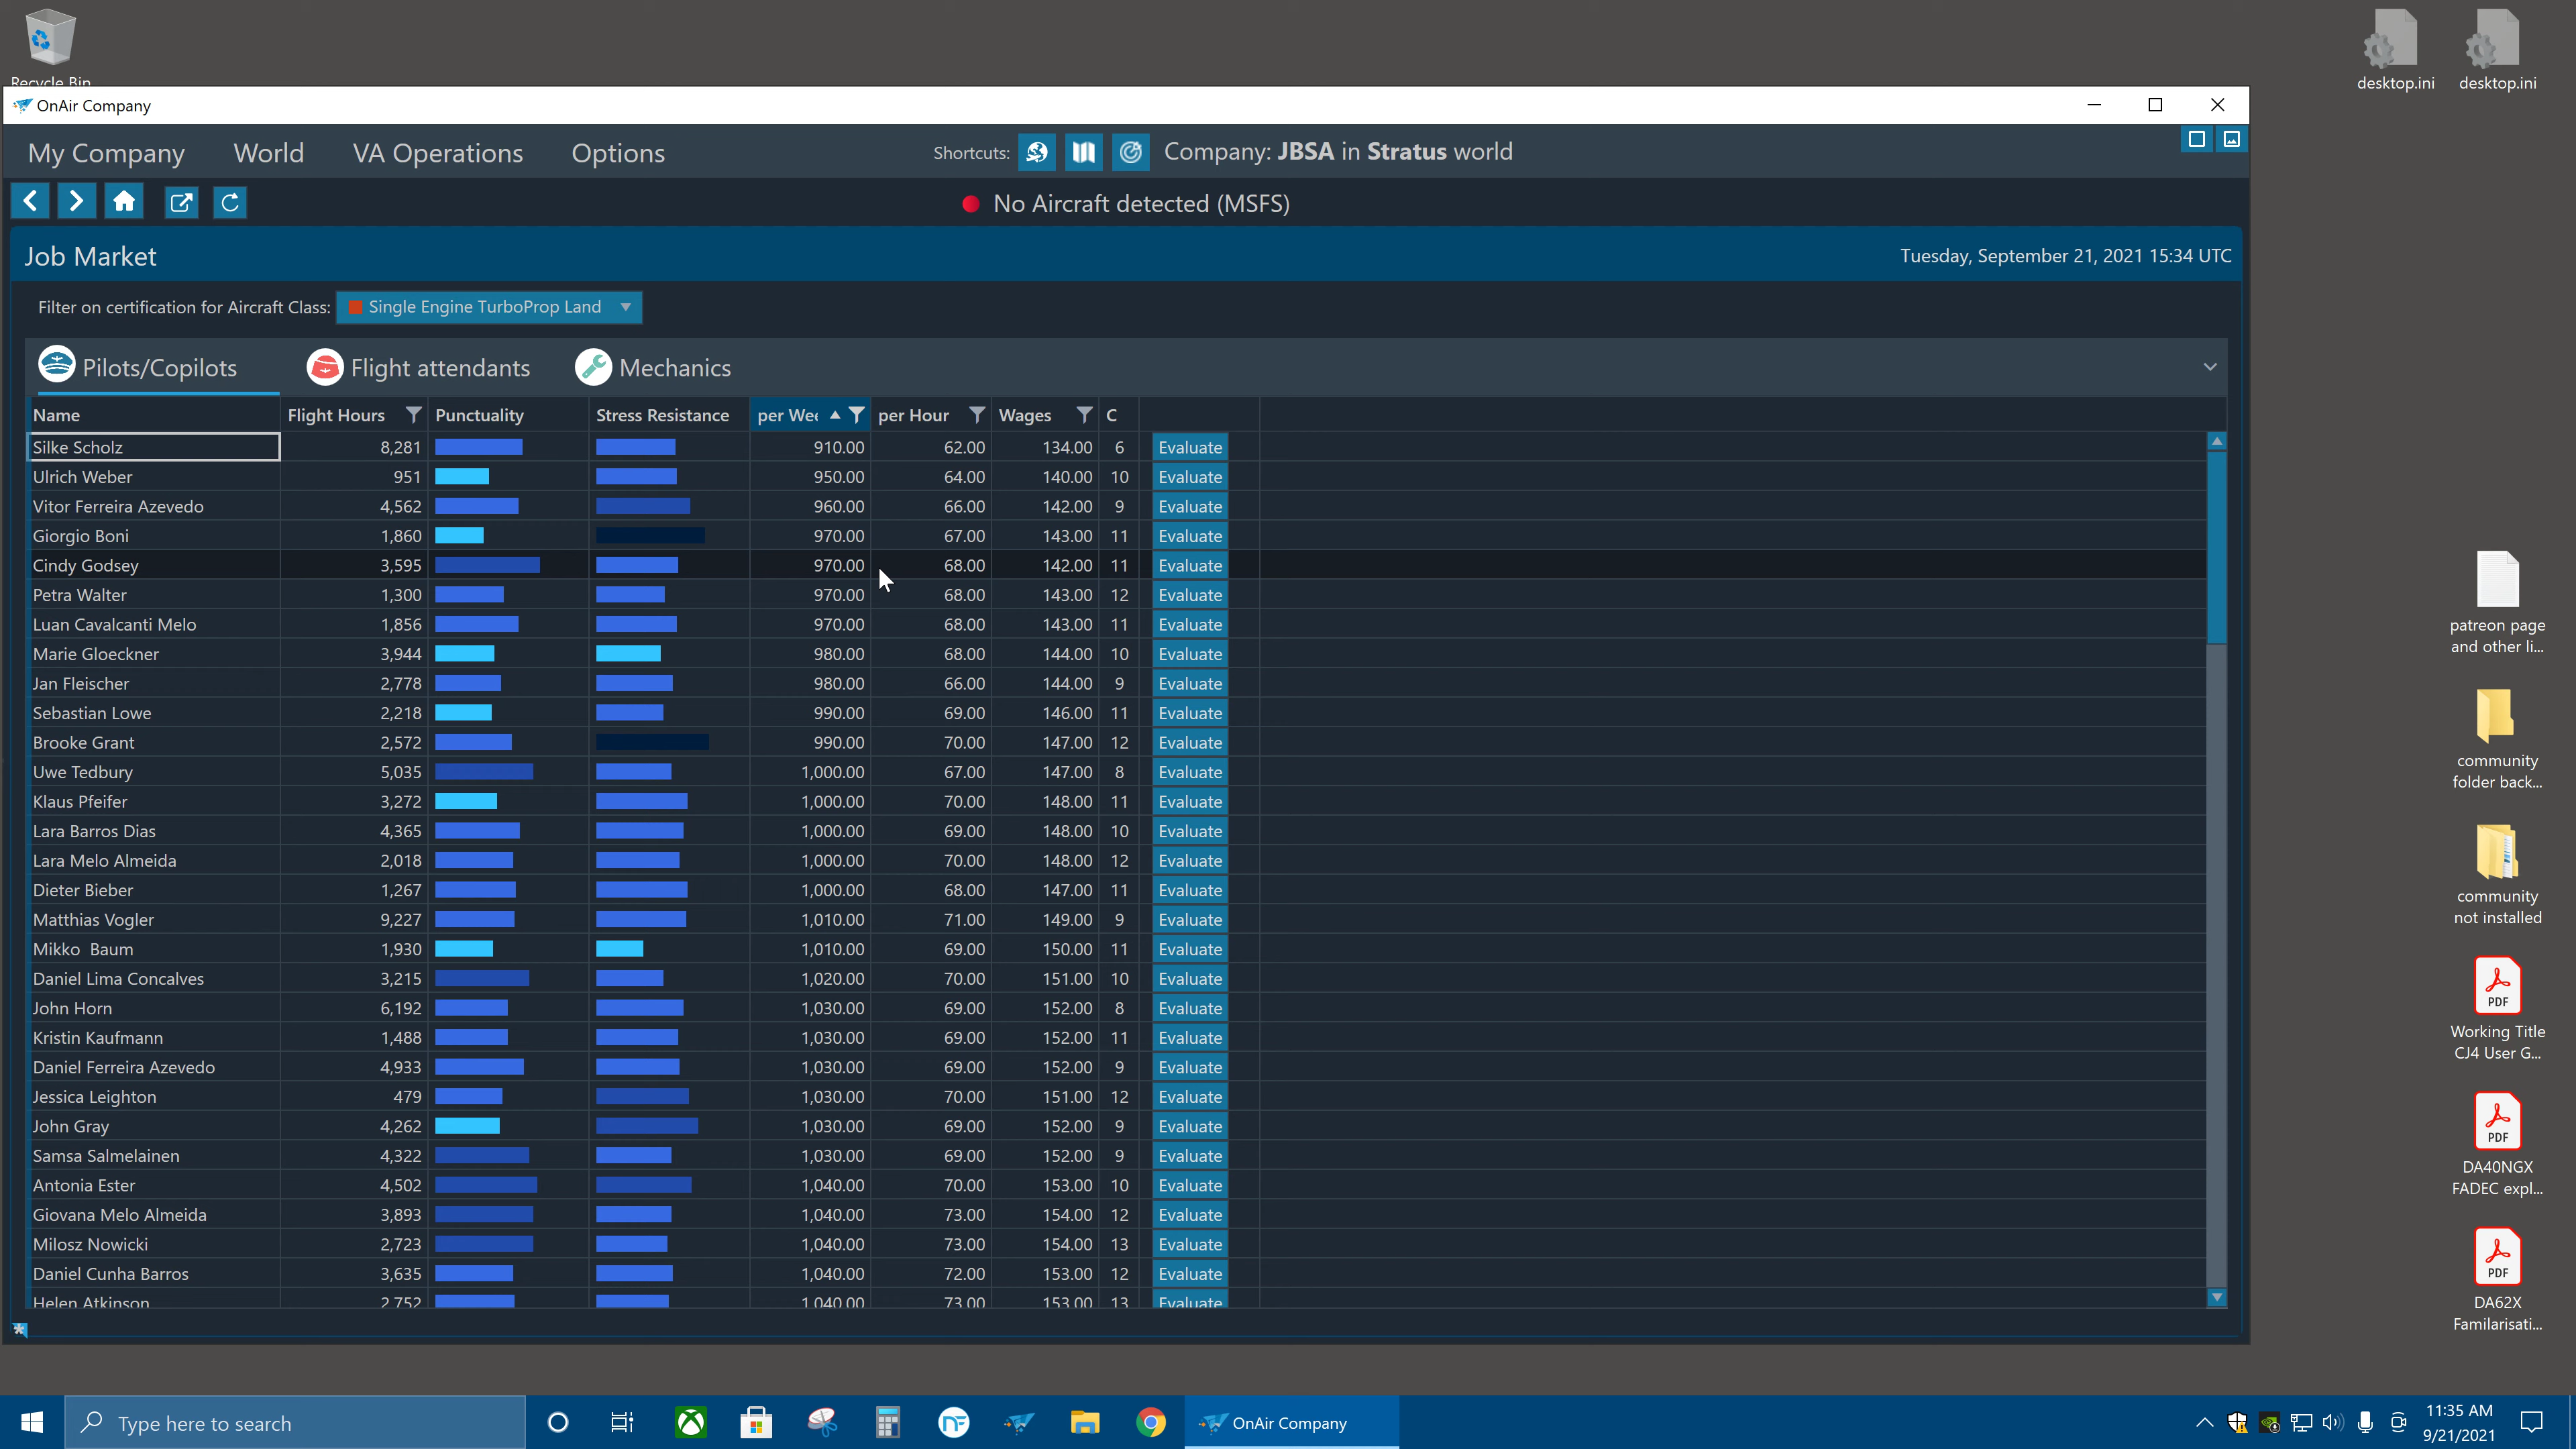 Recycle Bin
desktop.ini
desktop.ini
OnAir Company
My Company World VA Operations Options
Shortcuts: Company: JBSA in Stratus world
No Aircraft detected (MSFS)
Job Market
Tuesday, September 21, 2021 15:34 UTC
Filter on certification for Aircraft Class: Single Engine TurboProp Land
Pilots/Copilots Flight attendants Mechanics
Name Flight Hours Punctuality Stress Resistance per Wee per Hour Wages C
Silke Scholz 8,281 910.00 62.00 134.00 6 Evaluate
Ulrich Weber 951 950.00 64.00 140.00 10 Evaluate
Vitor Ferreira Azevedo 4,562 960.00 66.00 142.00 9 Evaluate
Giorgio Boni 1,860 970.00 67.00 143.00 11 Evaluate
Cindy Godsey 3,595 970.00 68.00 142.00 11 Evaluate
Petra Walter 1,300 970.00 68.00 143.00 12 Evaluate
Luan Cavalcanti Melo 1,856 970.00 68.00 143.00 11 Evaluate
Marie Gloeckner 3,944 980.00 68.00 144.00 10 Evaluate
Jan Fleischer 2,778 980.00 66.00 144.00 9 Evaluate
Sebastian Lowe 2,218 990.00 69.00 146.00 11 Evaluate
Brooke Grant 2,572 990.00 70.00 147.00 12 Evaluate
Uwe Tedbury 5,035 1,000.00 67.00 147.00 8 Evaluate
Klaus Pfeifer 3,272 1,000.00 70.00 148.00 11 Evaluate
Lara Barros Dias 4,365 1,000.00 69.00 148.00 10 Evaluate
Lara Melo Almeida 2,018 1,000.00 70.00 148.00 12 Evaluate
Dieter Bieber 1,267 1,000.00 68.00 147.00 11 Evaluate
Matthias Vogler 9,227 1,010.00 71.00 149.00 9 Evaluate
Mikko Baum 1,930 1,010.00 69.00 150.00 11 Evaluate
Daniel Lima Concalves 3,215 1,020.00 70.00 151.00 10 Evaluate
John Horn 6,192 1,030.00 69.00 152.00 8 Evaluate
Kristin Kaufmann 1,488 1,030.00 69.00 152.00 11 Evaluate
Daniel Ferreira Azevedo 4,933 1,030.00 69.00 152.00 9 Evaluate
Jessica Leighton 479 1,030.00 70.00 151.00 12 Evaluate
John Gray 4,262 1,030.00 69.00 152.00 9 Evaluate
Samsa Salmelainen 4,322 1,030.00 69.00 152.00 9 Evaluate
Antonia Ester 4,502 1,040.00 70.00 153.00 10 Evaluate
Giovana Melo Almeida 3,893 1,040.00 73.00 154.00 12 Evaluate
Milosz Nowicki 2,723 1,040.00 73.00 154.00 13 Evaluate
Daniel Cunha Barros 3,635 1,040.00 72.00 153.00 12 Evaluate
Helen Atkinson 2,752 1,040.00 73.00 153.00 13 Evaluate
patreon page
and other li...
community
folder back...
community
not installed
PDF
Working Title
CJ4 User G...
PDF
DA40NGX
FADEC expl...
PDF
DA62X
Familarisati...
Type here to search
OnAir Company
11:35 AM
9/21/2021